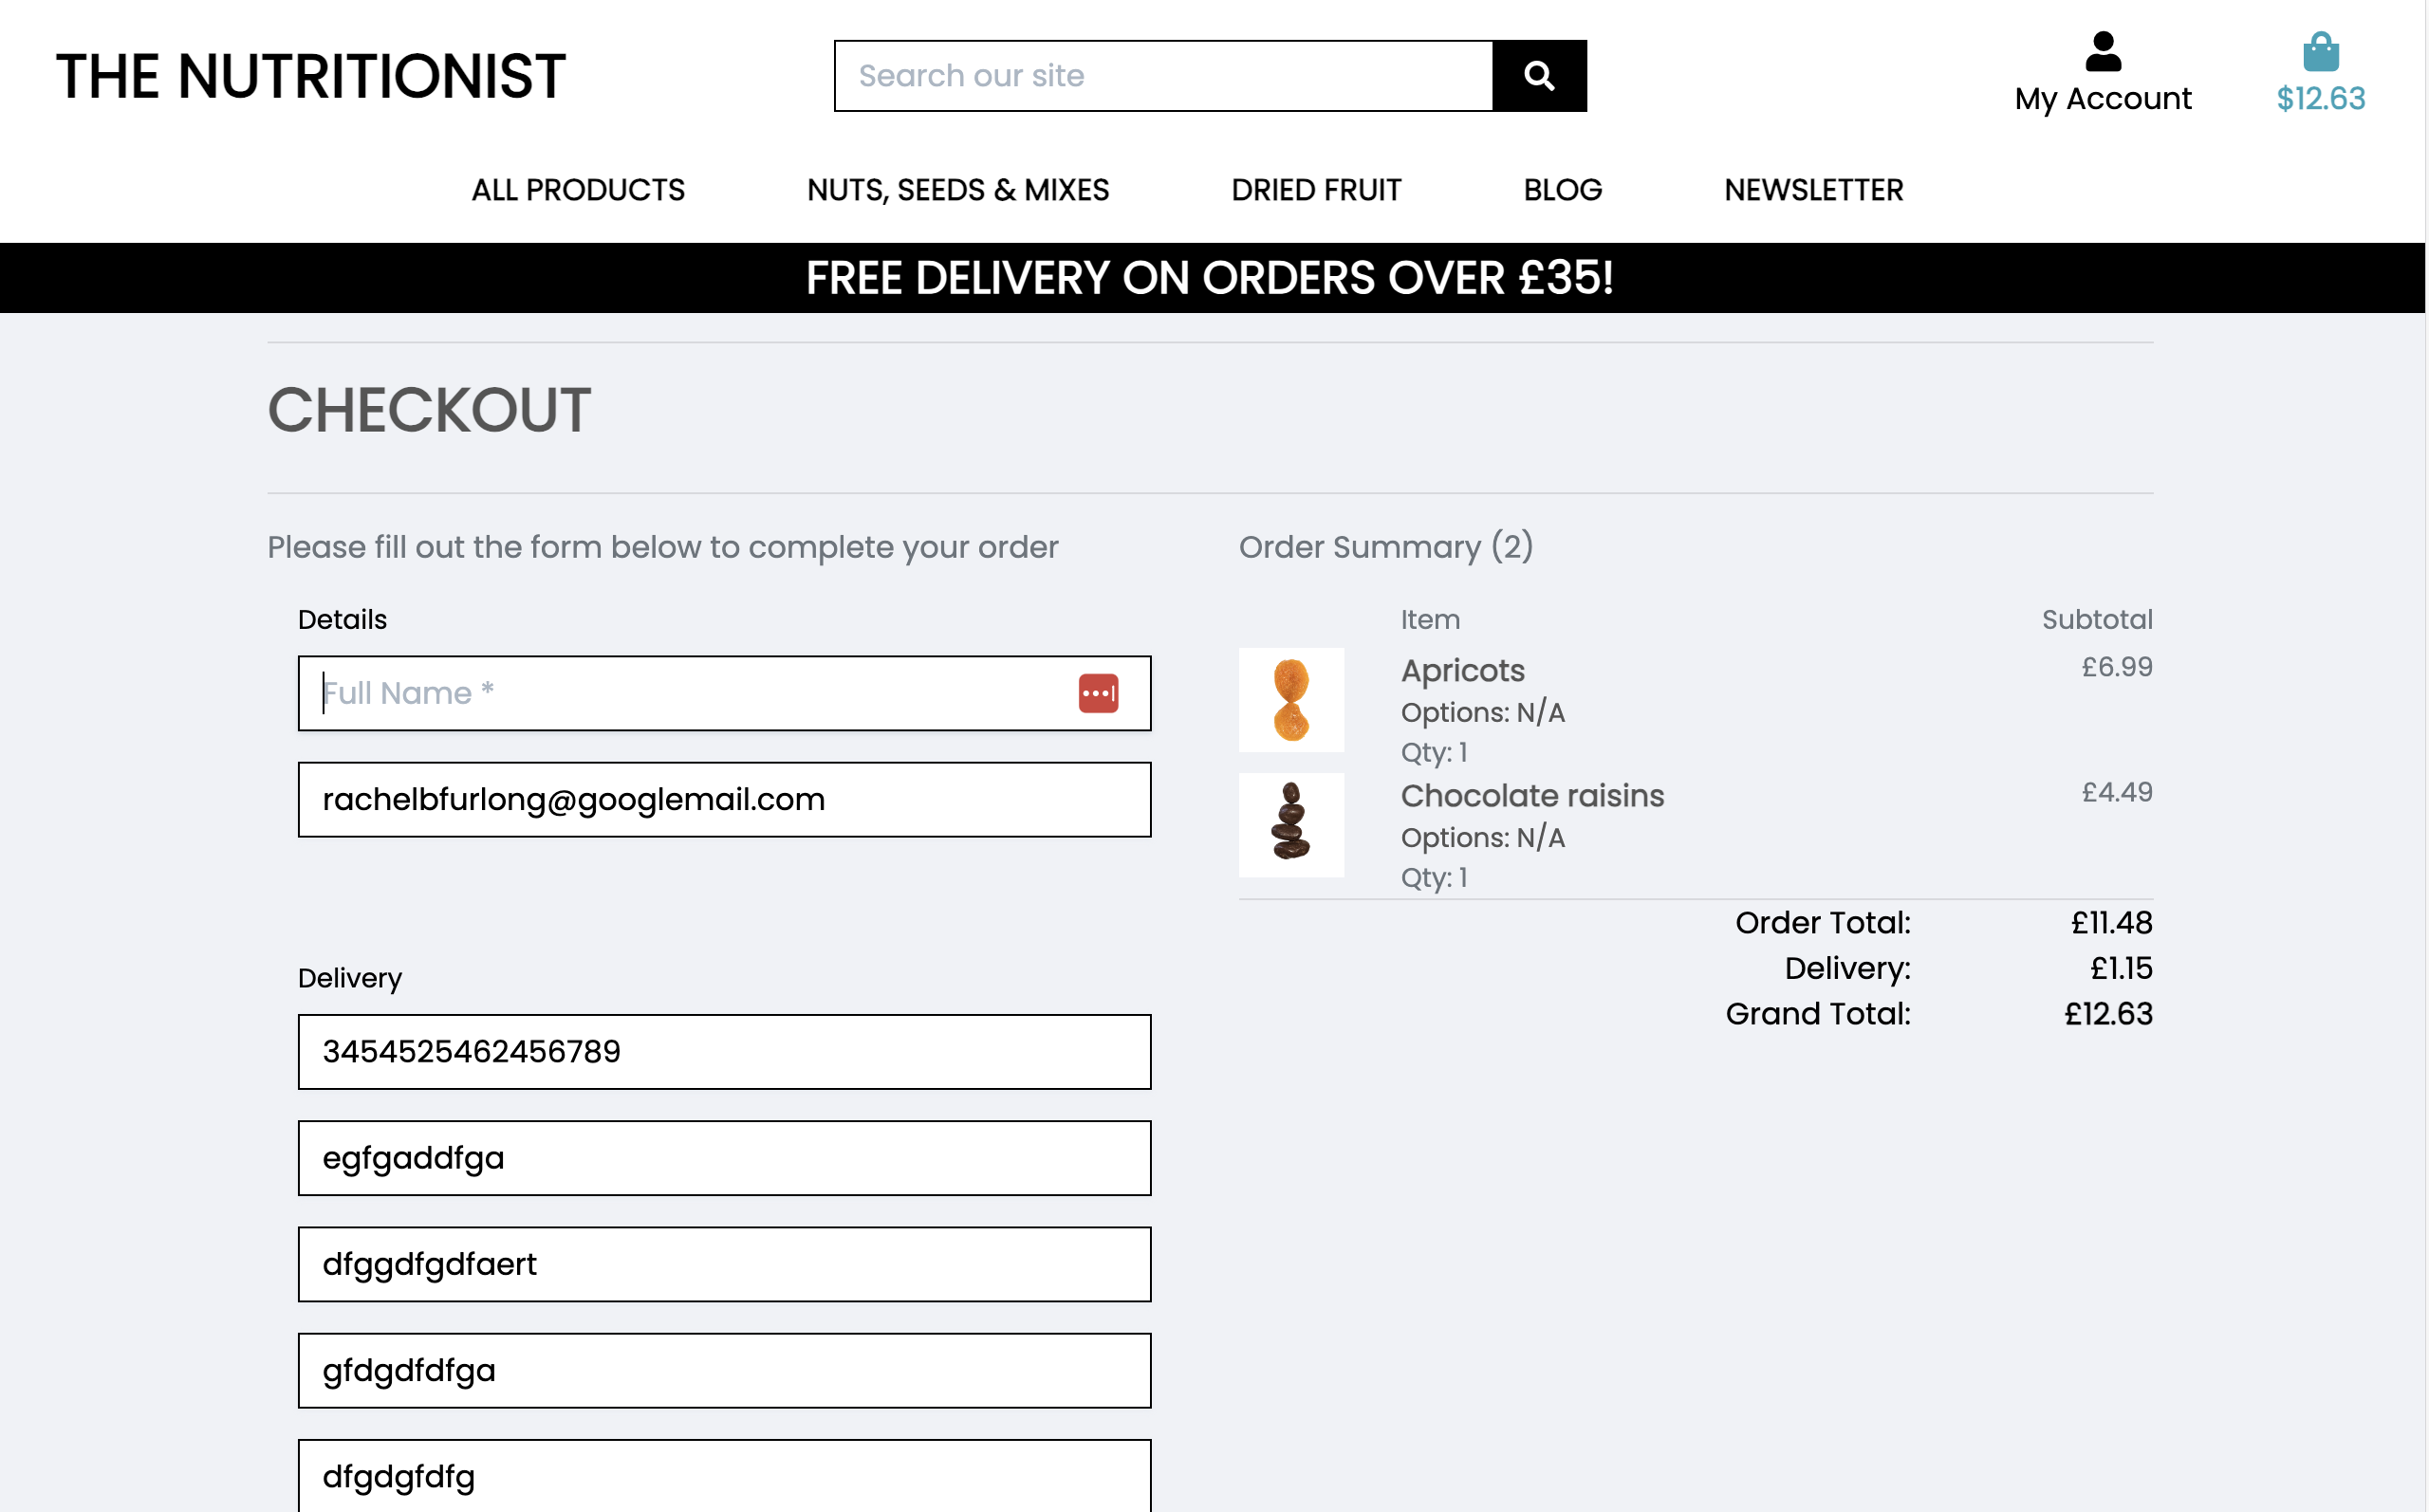 THE NUTRITIONIST
Search our site
My Account
$12.63
ALL PRODUCTS NUTS, SEEDS & MIXES DRIED FRUIT BLOG NEWSLETTER
FREE DELIVERY ON ORDERS OVER £35!
CHECKOUT
Please fill out the form below to complete your order
Details
Full Name *
rachelbfurlong@googlemail.com
Delivery
3454525462456789
egfgaddfga
dfggdfgdfaert
gfdgdfdfga
dfgdgfdfg
Order Summary (2)
Item Subtotal
Apricots £6.99
Options: N/A
Qty: 1
Chocolate raisins £4.49
Options: N/A
Qty: 1
Order Total: £11.48
Delivery: £1.15
Grand Total: £12.63